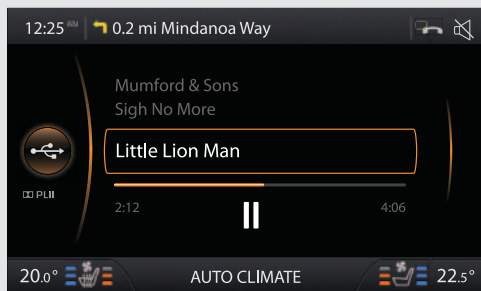 12:25 AM 0.2 mi Mindanoa Way
Mumford & Sons
Sigh No More
Little Lion Man
PLII
2:12 4:06
20.0° AUTO CLIMATE 22.5°